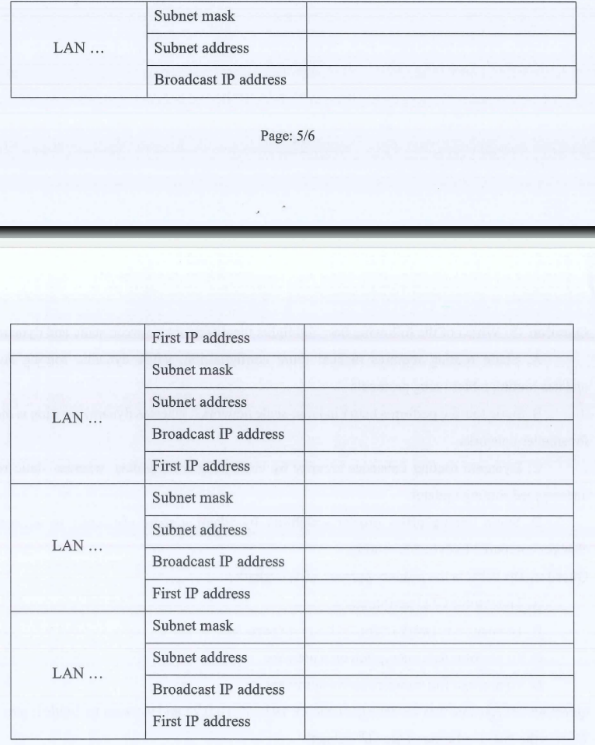 Subnet mask
LAN …
Subnet address
Broadcast IP address
Page: 5/6
First IP address
Subnet mask
Subnet address
LAN …
Broadcast IP address
First IP address
Subnet mask
Subnet address
LAN …
Broadcast IP address
First IP address
Subnet mask
Subnet address
LAN …
Broadcast IP address
First IP address